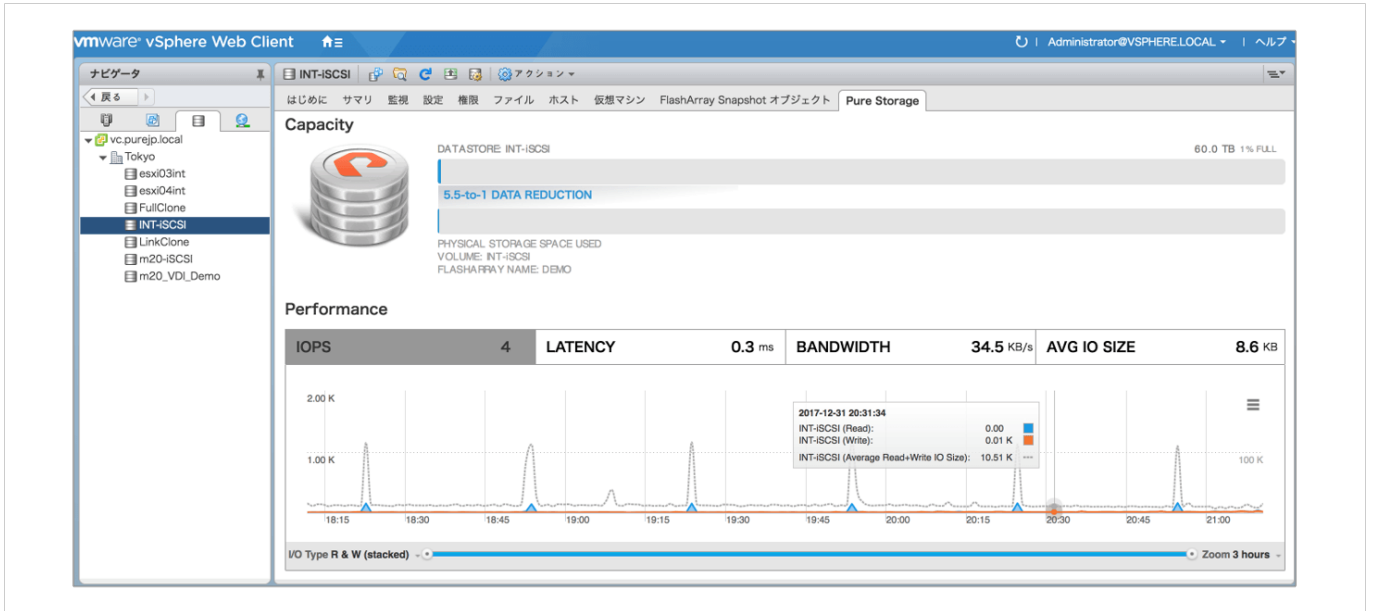 vmware® vSphere Web Client
Administrator@VSPHERE.LOCAL
ヘルプ
ナビゲータ
戻る
vc.purejp.local
Tokyo
esxi03int
esxi04int
FullClone
INT-iSCSI
LinkClone
m20-iSCSI
m20_VDI_Demo
INT-iSCSI
アクション
はじめに サマリ 監視 設定 権限 ファイル ホスト 仮想マシン FlashArray Snapshot オブジェクト Pure Storage
Capacity
DATASTORE: INT-iSCSI 60.0 TB 1% FULL
5.5-to-1 DATA REDUCTION
PHYSICAL STORAGE SPACE USED
VOLUME: INT-iSCSI
FLASHARRAY NAME: DEMO
Performance
IOPS 4 LATENCY 0.3 ms BANDWIDTH 34.5 KB/s AVG IO SIZE 8.6 KB
2.00 K
2017-12-31 20:31:34
INT-iSCSI (Read): 0.00
INT-iSCSI (Write): 0.01 K
INT-iSCSI (Average Read+Write IO Size): 10.51 K
1.00 K 100 K
18:15 18:30 18:45 19:00 19:15 19:30 19:45 20:00 20:15 20:30 20:45 21:00
I/O Type R & W (stacked) Zoom 3 hours